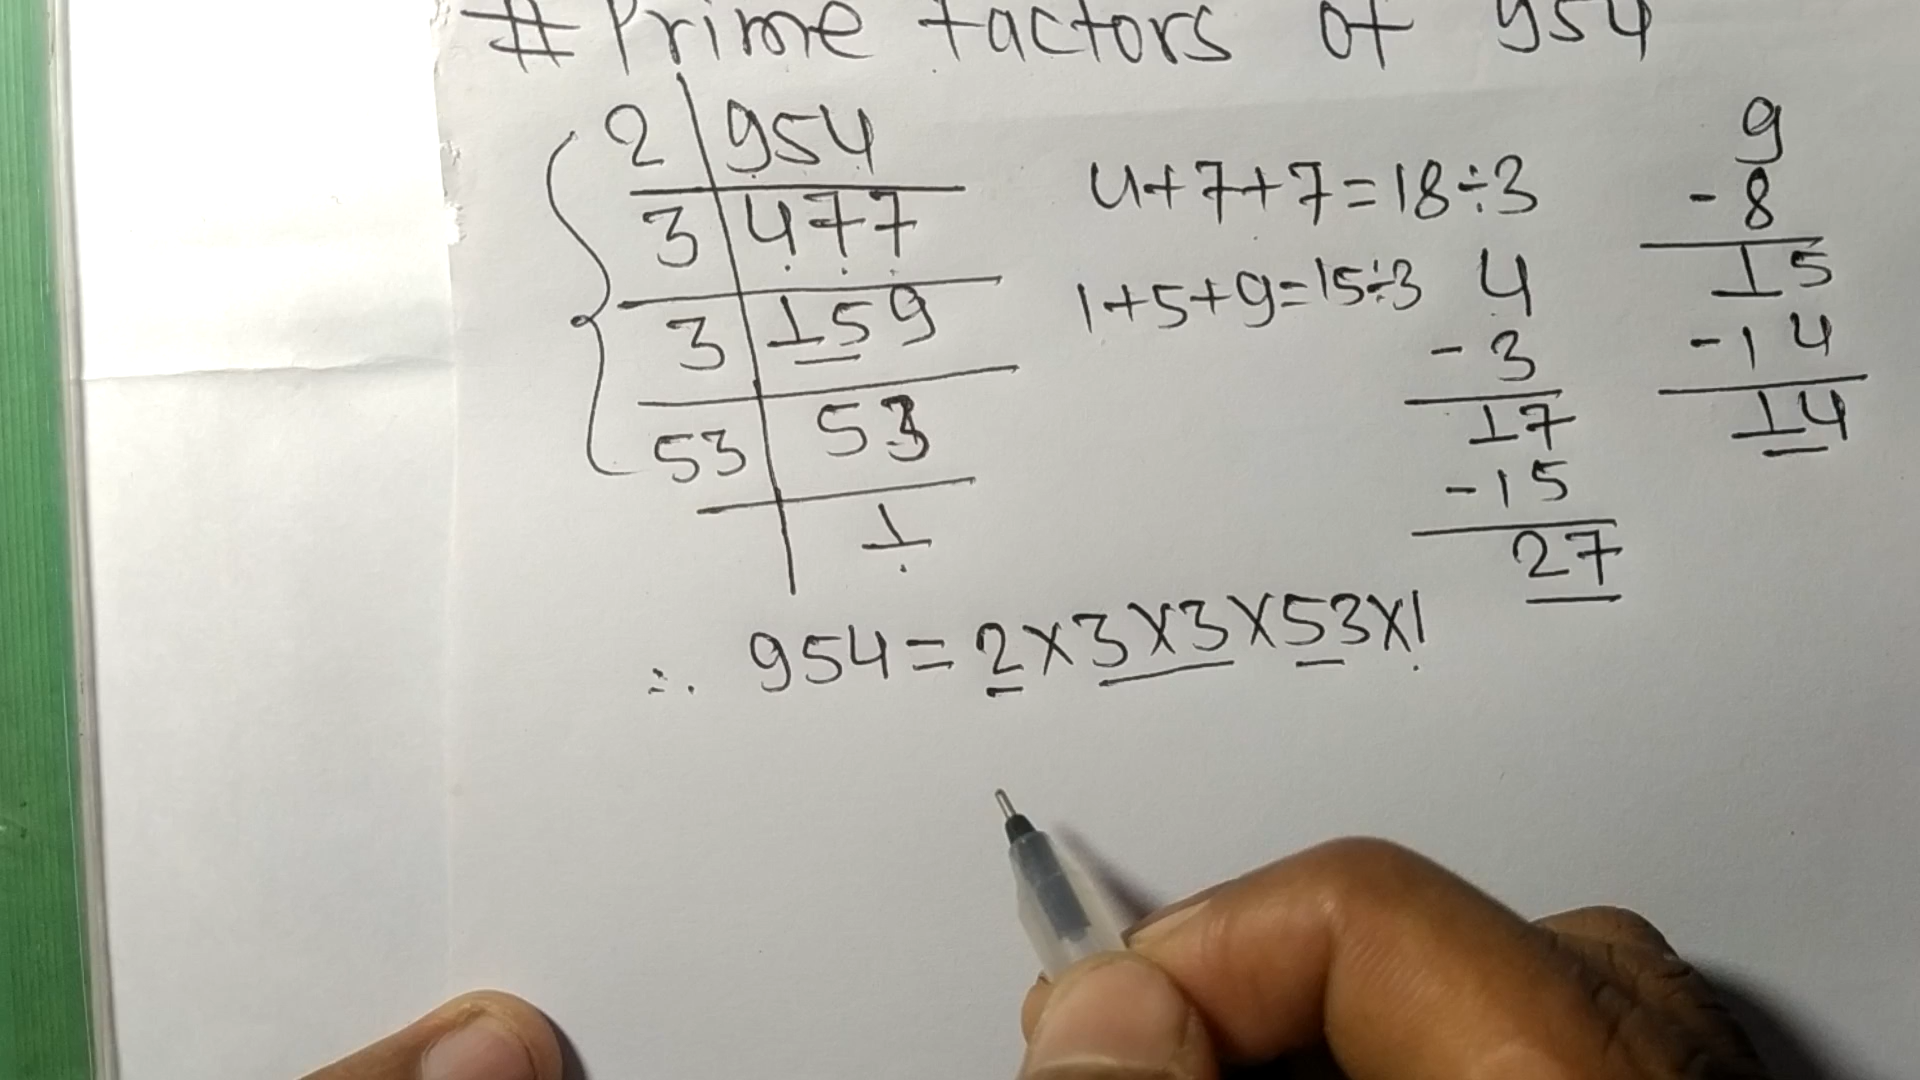 # Prime factors of 954
2 | 954
3 | 477
3 | 159
53 | 53
1
4+7+7=18÷3
1+5+9=15÷3
4
-3
17
-15
27
9
-8
15
-14
14
∴ 954=2×3×3×53×1